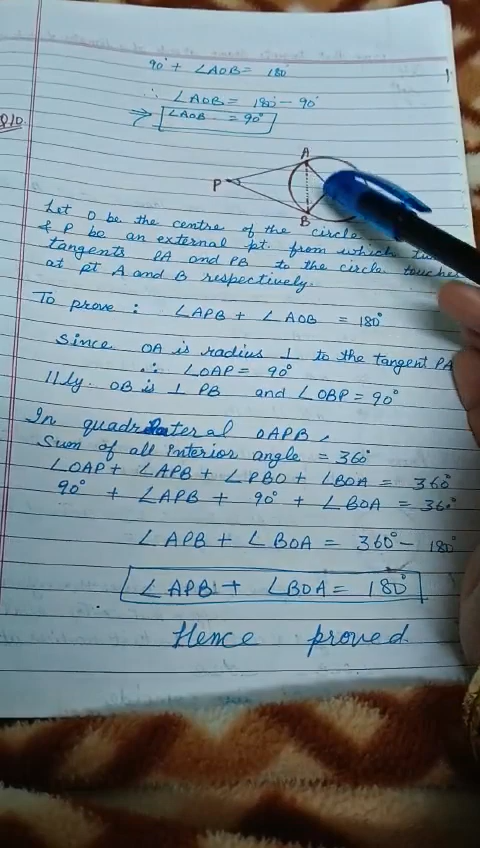 90° + ∠AOB = 180°
∴ ∠AOB = 180° - 90°
⇒ ∠AOB = 90°
Q10.
A
P
B
Let O be the centre of the circle
& P be an external pt. from which
tangents PA and PB to the circle touches
at pt A and B respectively.
To prove : ∠APB + ∠AOB = 180°
Since OA is radius ⊥ to the tangent PA
∴ ∠OAP = 90°
llly. OB is ⊥ PB and ∠OBP = 90°
In quadrilateral OAPB,
Sum of all interior angle = 360°
∠OAP + ∠APB + ∠PBO + ∠BOA = 360°
90° + ∠APB + 90° + ∠BOA = 360°
∠APB + ∠BOA = 360° - 180°
∠APB + ∠BOA = 180°
Hence proved.